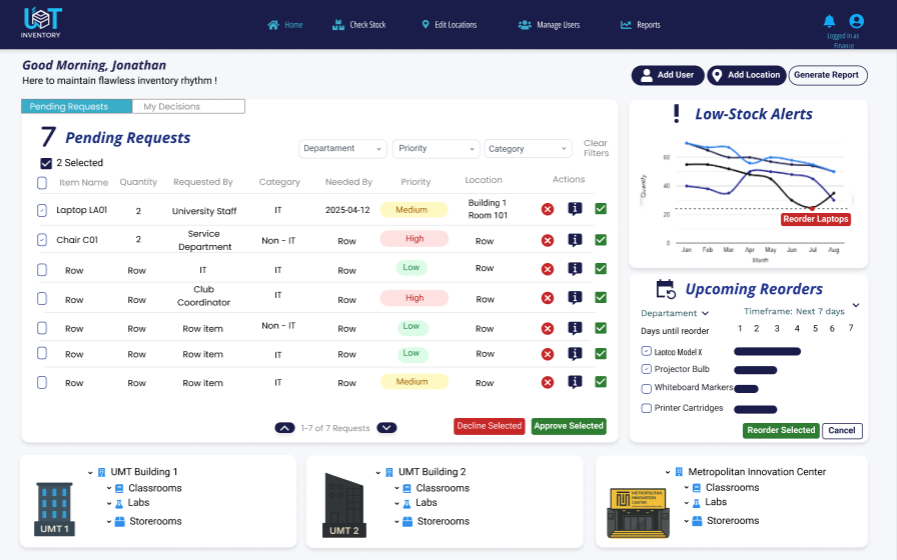 UMT
INVENTORY
Home
Check Stock
Edit Locations
Manage Users
Reports
Logged in as
Finance
Good Morning, Jonathan
Here to maintain flawless inventory rhythm !
Add User
Add Location
Generate Report
Pending Requests
My Decisions
7 Pending Requests
2 Selected
Departament
Priority
Category
Clear
Filters
Item Name Quantity Requested By Category Needed By Priority Location Actions
Laptop LA01 2 University Staff IT 2025-04-12 Medium Building 1
Room 101
Chair C01 2 Service
Department Non - IT Row High Row
Row Row IT IT Row Low Row
Row Row Club
Coordinator IT Row High Row
Row Row Row item Non - IT Row Low Row
Row Row Row item IT Row Low Row
Row Row Row item IT Row Medium Row
1-7 of 7 Requests
Decline Selected
Approve Selected
! Low-Stock Alerts
Quantity
60
40
20
0
Reorder Laptops
Jan Feb Mar Apr May Jun Jul Aug
Month
Upcoming Reorders
Departament
Timeframe: Next 7 days
Days until reorder 1 2 3 4 5 6 7
Laptop Model X
Projector Bulb
Whiteboard Markers
Printer Cartridges
Reorder Selected
Cancel
UMT 1
UMT Building 1
Classrooms
Labs
Storerooms
UMT 2
UMT Building 2
Classrooms
Labs
Storerooms
METROPOLITAN
INNOVATION
CENTER
Metropolitan Innovation Center
Classrooms
Labs
Storerooms